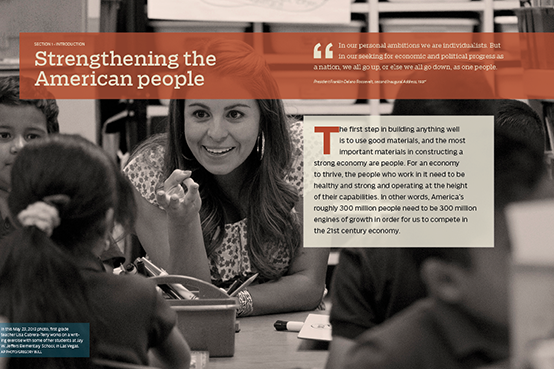 SECTION 1 • INTRODUCTION
Strengthening the
American people
“ In our personal ambitions we are individualists. But
in our seeking for economic and political progress as
a nation, we all go up, or else we all go down, as one people.
President Franklin Delano Roosevelt, second Inaugural Address, 1937
The first step in building anything well
is to use good materials, and the most
important materials in constructing a
strong economy are people. For an economy
to thrive, the people who work in it need to be
healthy and strong and operating at the height
of their capabilities. In other words, America’s
roughly 300 million people need to be 300 million
engines of growth in order for us to compete in
the 21st century economy.
In this May 22, 2013 photo, first grade
teacher Lisa Cabrera-Terry works on a writ-
ing exercise with some of her students at Jay
W. Jeffers Elementary School, in Las Vegas.
AP PHOTO/GREGORY BULL